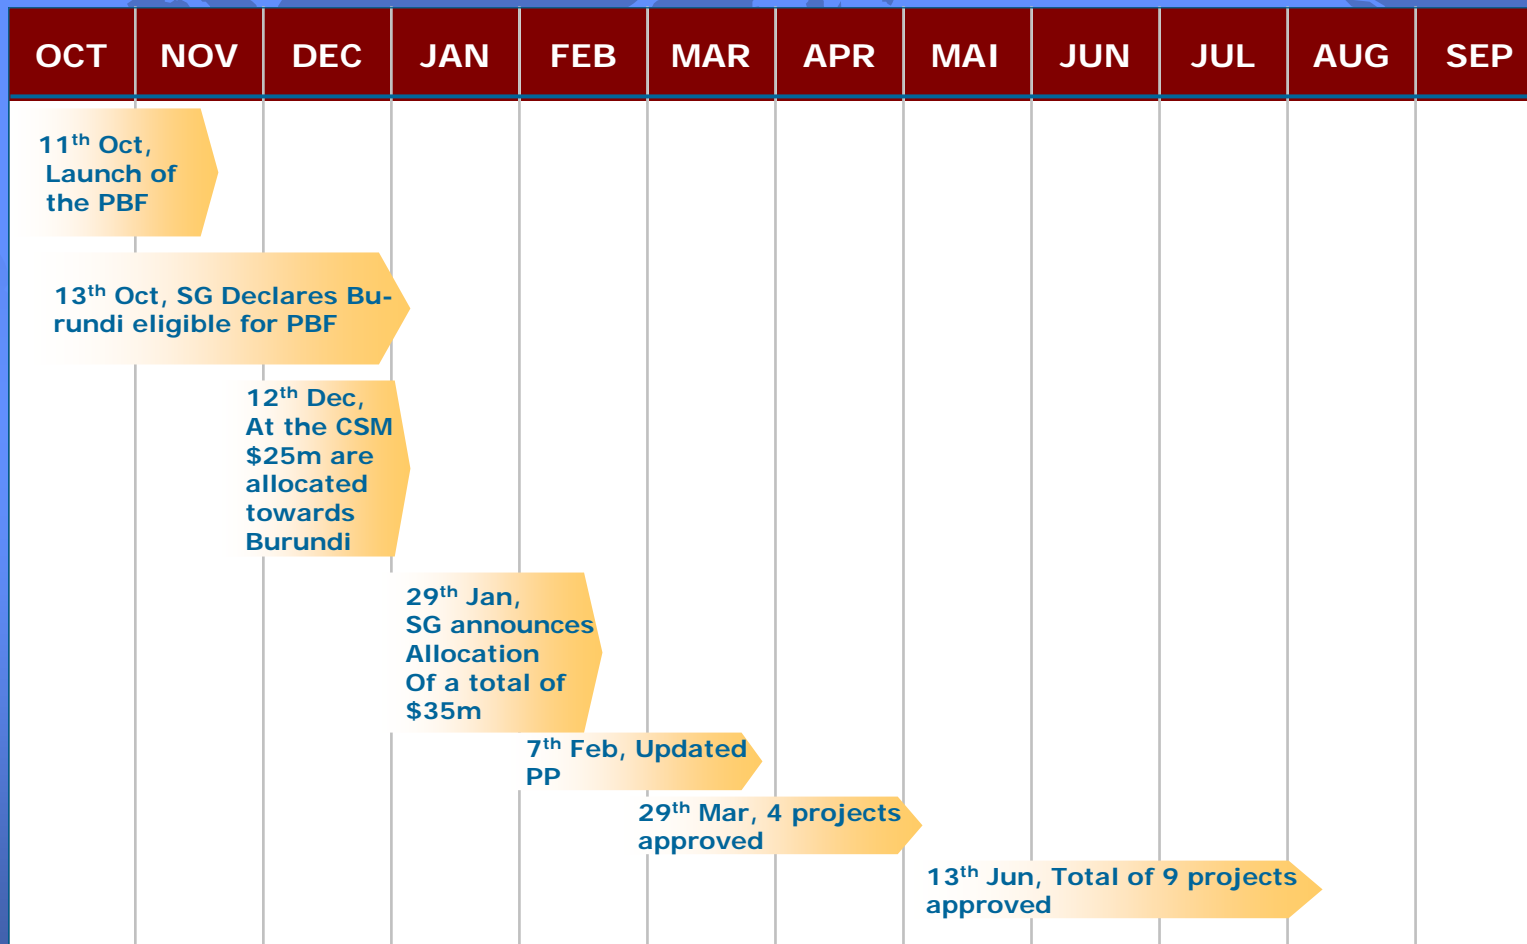 OCT NOV DEC JAN FEB MAR APR MAI JUN JUL AUG SEP
11th Oct,
Launch of
the PBF
13th Oct, SG Declares Bu-
rundi eligible for PBF
12th Dec,
At the CSM
$25m are
allocated
towards
Burundi
29th Jan,
SG announces
Allocation
Of a total of
$35m
7th Feb, Updated
PP
29th Mar, 4 projects
approved
13th Jun, Total of 9 projects
approved